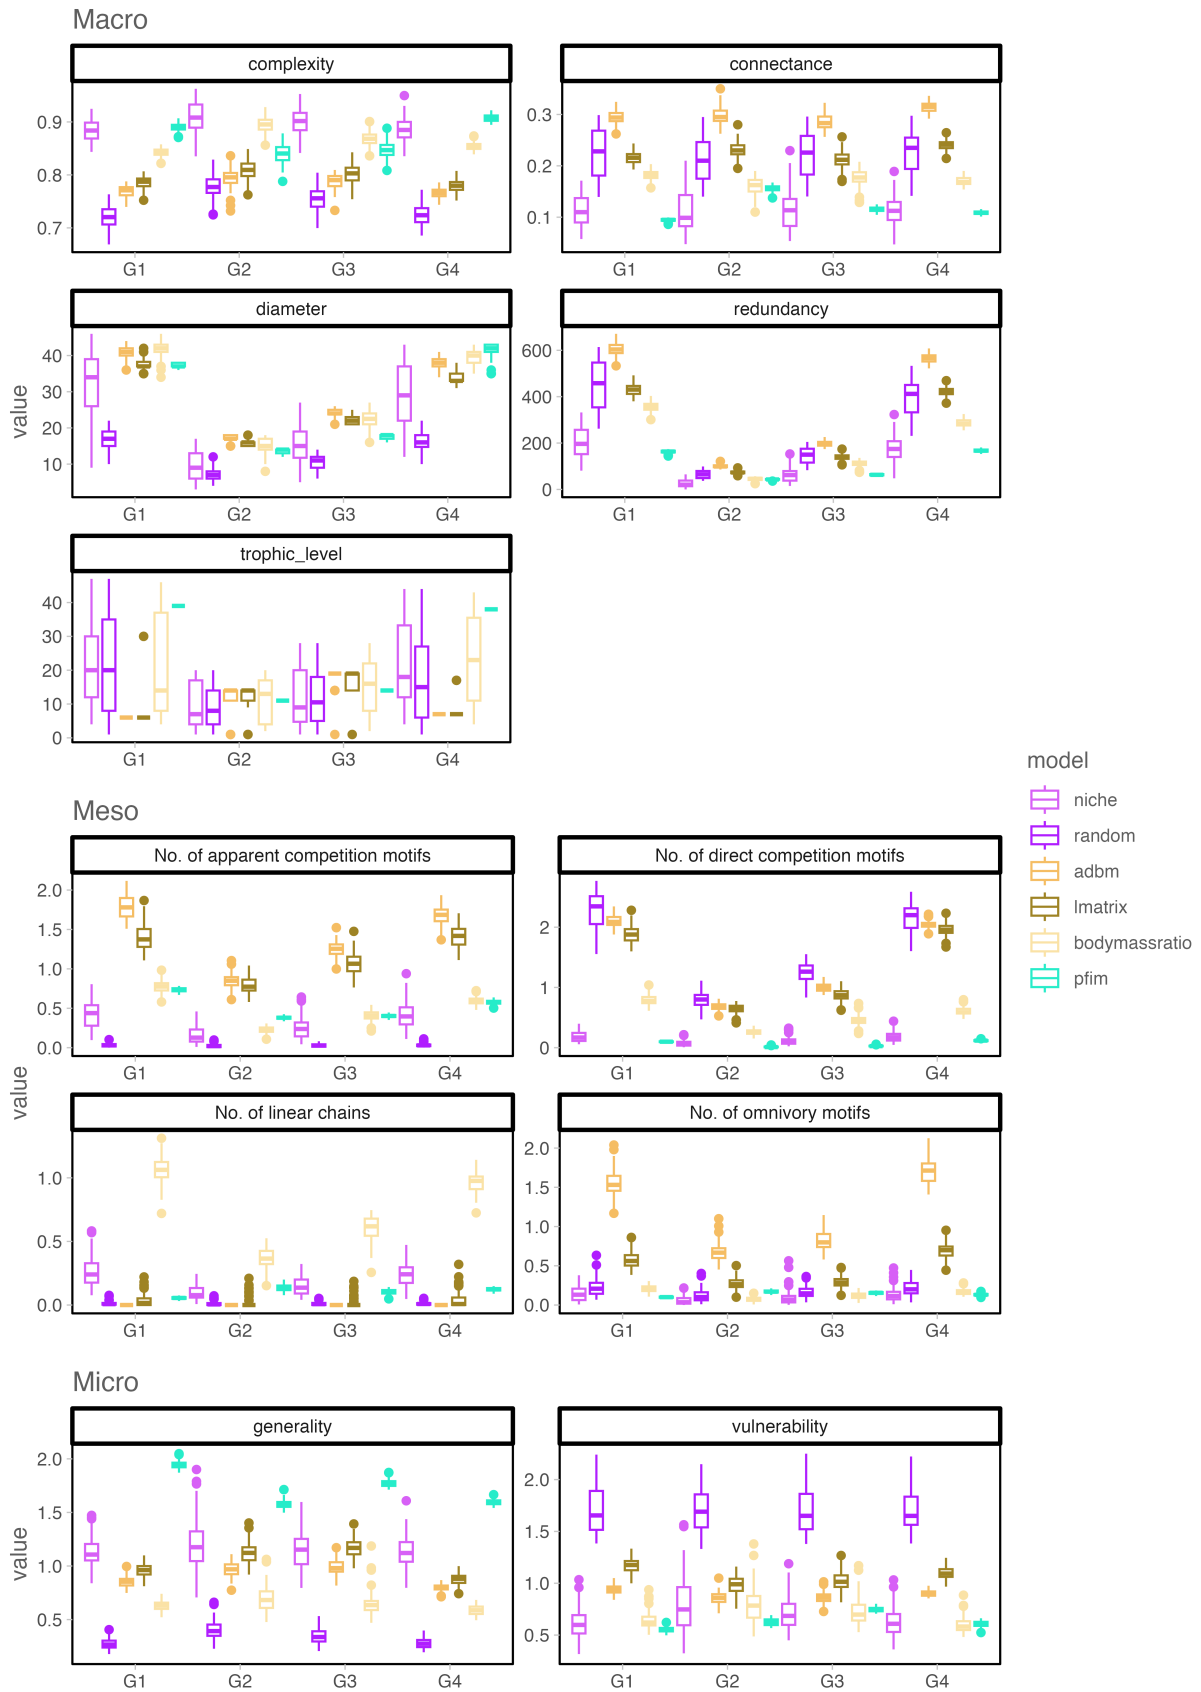 Macro
complexity
connectance
0.9
0.8
0.7
0.3
0.2
0.1
G1 G2 G3 G4
G1 G2 G3 G4
diameter
redundancy
40
30
20
10
600
400
200
0
G1 G2 G3 G4
G1 G2 G3 G4
value
trophic_level
40
30
20
10
0
G1 G2 G3 G4
model
niche
random
adbm
lmatrix
bodymassratio
pfim
Meso
No. of apparent competition motifs
No. of direct competition motifs
2.0
1.5
1.0
0.5
0.0
2
1
0
G1 G2 G3 G4
G1 G2 G3 G4
value
No. of linear chains
No. of omnivory motifs
1.0
0.5
0.0
2.0
1.5
1.0
0.5
0.0
G1 G2 G3 G4
G1 G2 G3 G4
Micro
generality
vulnerability
2.0
1.5
1.0
0.5
2.0
1.5
1.0
0.5
value
G1 G2 G3 G4
G1 G2 G3 G4